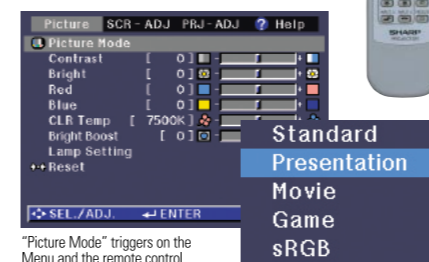 Picture SCR-ADJ PRJ-ADJ ? Help
Picture Mode
Contrast [ 0]
Bright [ 0]
Red [ 0]
Blue [ 0]
CLR Temp [ 7500K]
Bright Boost [ 0]
Lamp Setting
Reset
SEL./ADJ. ENTER
Standard
Presentation
Movie
Game
sRGB
SHARP
"Picture Mode" triggers on the
Menu and the remote control